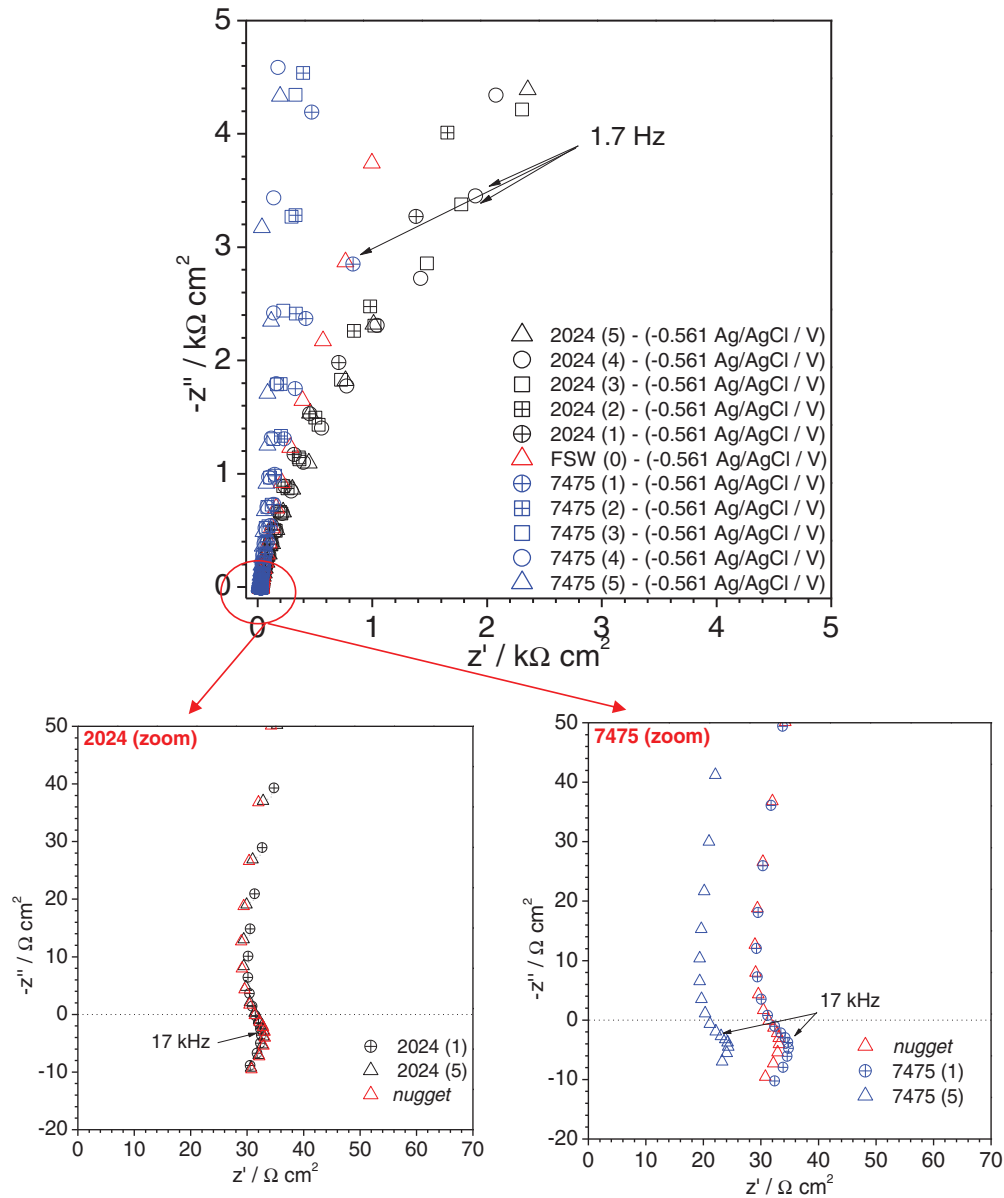 5
4
3
2
1
0
-z'' / kΩ cm²
1.7 Hz
2024 (5) - (-0.561 Ag/AgCl / V)
2024 (4) - (-0.561 Ag/AgCl / V)
2024 (3) - (-0.561 Ag/AgCl / V)
2024 (2) - (-0.561 Ag/AgCl / V)
2024 (1) - (-0.561 Ag/AgCl / V)
FSW (0) - (-0.561 Ag/AgCl / V)
7475 (1) - (-0.561 Ag/AgCl / V)
7475 (2) - (-0.561 Ag/AgCl / V)
7475 (3) - (-0.561 Ag/AgCl / V)
7475 (4) - (-0.561 Ag/AgCl / V)
7475 (5) - (-0.561 Ag/AgCl / V)
0 1 2 3 4 5
z' / kΩ cm²
2024 (zoom)
50
40
30
20
10
0
-10
-20
-z'' / Ω cm²
17 kHz
2024 (1)
2024 (5)
nugget
0 10 20 30 40 50 60 70
z' / Ω cm²
7475 (zoom)
50
40
30
20
10
0
-10
-20
-z'' / Ω cm²
17 kHz
nugget
7475 (1)
7475 (5)
0 10 20 30 40 50 60 70
z' / Ω cm²